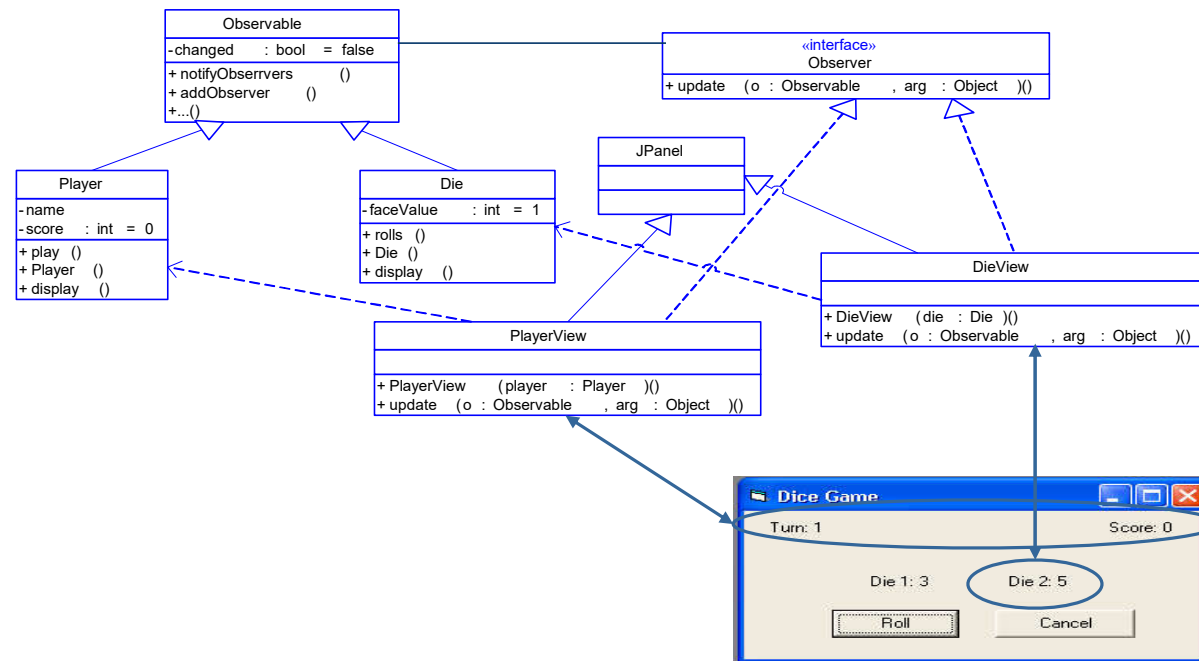 Observable
-changed : bool = false
+ notifyObserrvers ()
+ addObserver ()
+...()
«interface»
Observer
+ update (o : Observable , arg : Object )()
JPanel
Player
-name
-score : int = 0
+ play ()
+ Player ()
+ display ()
Die
-faceValue : int = 1
+ rolls ()
+ Die ()
+ display ()
DieView
+ DieView (die : Die )()
+ update (o : Observable , arg : Object )()
PlayerView
+ PlayerView (player : Player )()
+ update (o : Observable , arg : Object )()
Dice Game
Turn: 1 Score: 0
Die 1: 3 Die 2: 5
Roll Cancel